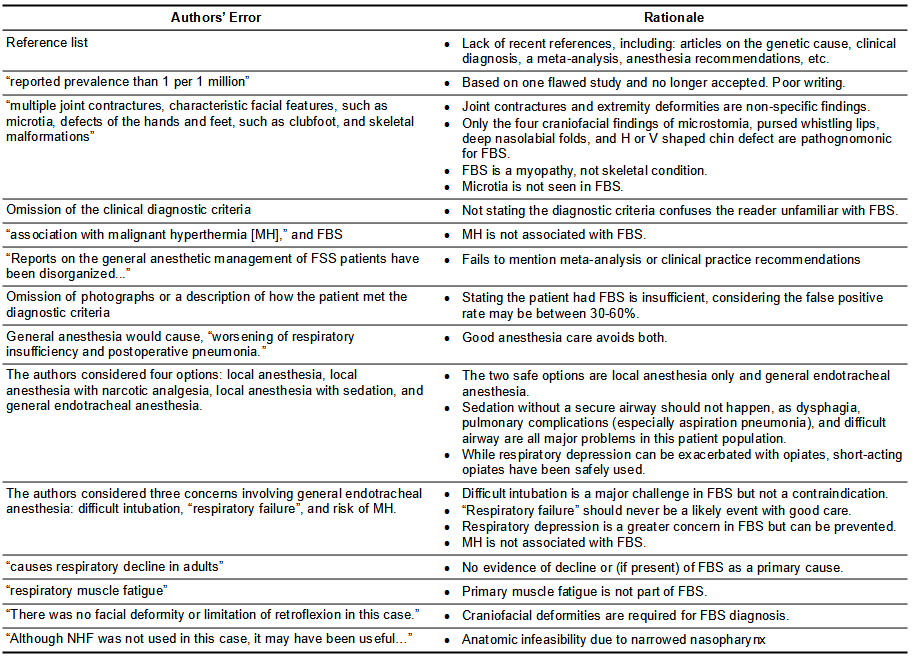 Authors’ Error Rationale
Reference list
• Lack of recent references, including: articles on the genetic cause, clinical
diagnosis, a meta-analysis, anesthesia recommendations, etc.
“reported prevalence than 1 per 1 million”
• Based on one flawed study and no longer accepted. Poor writing.
“multiple joint contractures, characteristic facial features, such as
microtia, defects of the hands and feet, such as clubfoot, and skeletal
malformations”
• Joint contractures and extremity deformities are non-specific findings.
• Only the four craniofacial findings of microstomia, pursed whistling lips,
deep nasolabial folds, and H or V shaped chin defect are pathognomonic
for FBS.
• FBS is a myopathy, not skeletal condition.
• Microtia is not seen in FBS.
Omission of the clinical diagnostic criteria
• Not stating the diagnostic criteria confuses the reader unfamiliar with FBS.
“association with malignant hyperthermia [MH],” and FBS
• MH is not associated with FBS.
“Reports on the general anesthetic management of FSS patients have
been disorganized...”
• Fails to mention meta-analysis or clinical practice recommendations
Omission of photographs or a description of how the patient met the
diagnostic criteria
• Stating the patient had FBS is insufficient, considering the false positive
rate may be between 30-60%.
General anesthesia would cause, “worsening of respiratory
insufficiency and postoperative pneumonia.”
• Good anesthesia care avoids both.
The authors considered four options: local anesthesia, local
anesthesia with narcotic analgesia, local anesthesia with sedation, and
general endotracheal anesthesia.
• The two safe options are local anesthesia only and general endotracheal
anesthesia.
• Sedation without a secure airway should not happen, as dysphagia,
pulmonary complications (especially aspiration pneumonia), and difficult
airway are all major problems in this patient population.
• While respiratory depression can be exacerbated with opiates, short-acting
opiates have been safely used.
The authors considered three concerns involving general endotracheal
anesthesia: difficult intubation, “respiratory failure”, and risk of MH.
• Difficult intubation is a major challenge in FBS but not a contraindication.
• “Respiratory failure” should never be a likely event with good care.
• Respiratory depression is a greater concern in FBS but can be prevented.
• MH is not associated with FBS.
“causes respiratory decline in adults”
• No evidence of decline or (if present) of FBS as a primary cause.
“respiratory muscle fatigue”
• Primary muscle fatigue is not part of FBS.
“There was no facial deformity or limitation of retroflexion in this case.”
• Craniofacial deformities are required for FBS diagnosis.
“Although NHF was not used in this case, it may have been useful...”
• Anatomic infeasibility due to narrowed nasopharynx